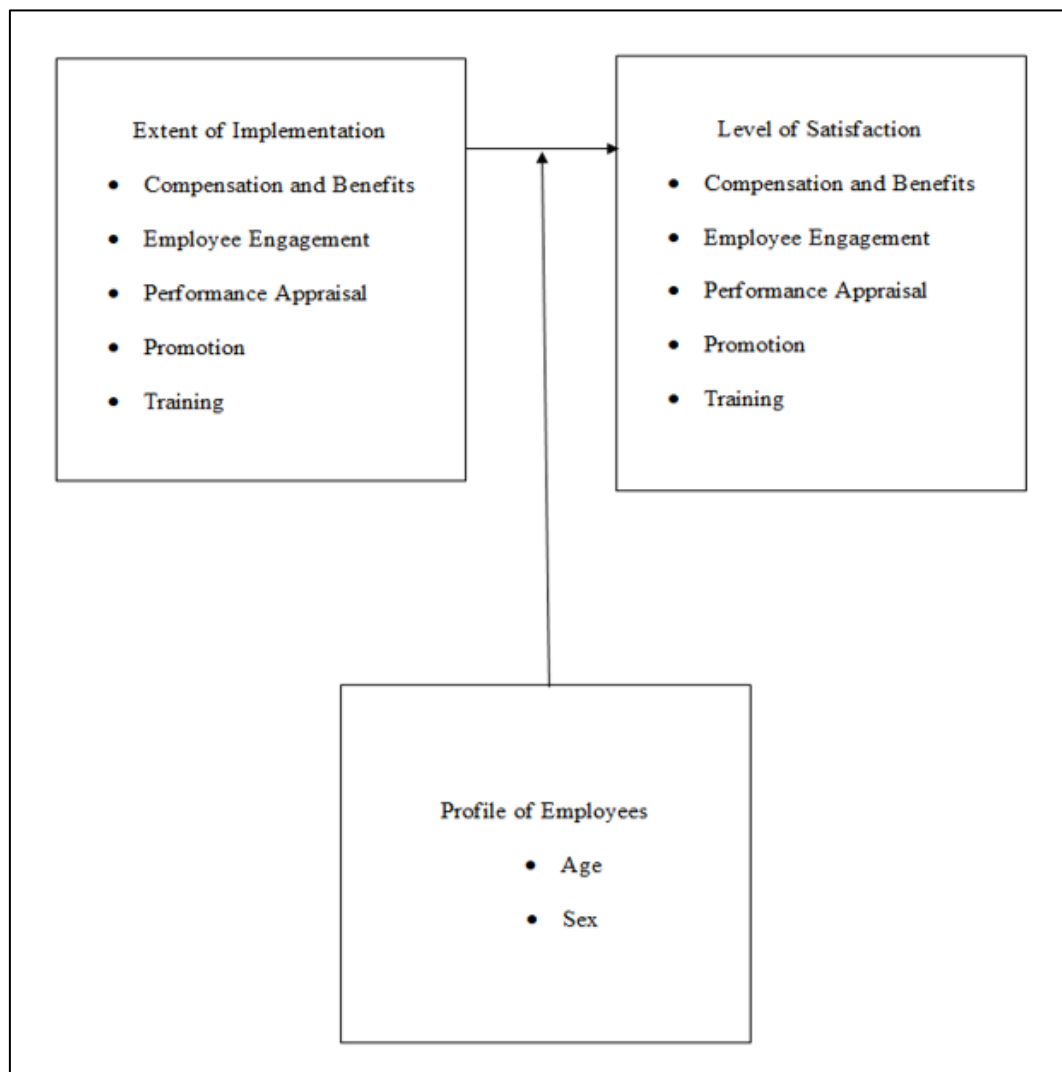 Extent of Implementation
• Compensation and Benefits
• Employee Engagement
• Performance Appraisal
• Promotion
• Training
Level of Satisfaction
• Compensation and Benefits
• Employee Engagement
• Performance Appraisal
• Promotion
• Training
Profile of Employees
• Age
• Sex